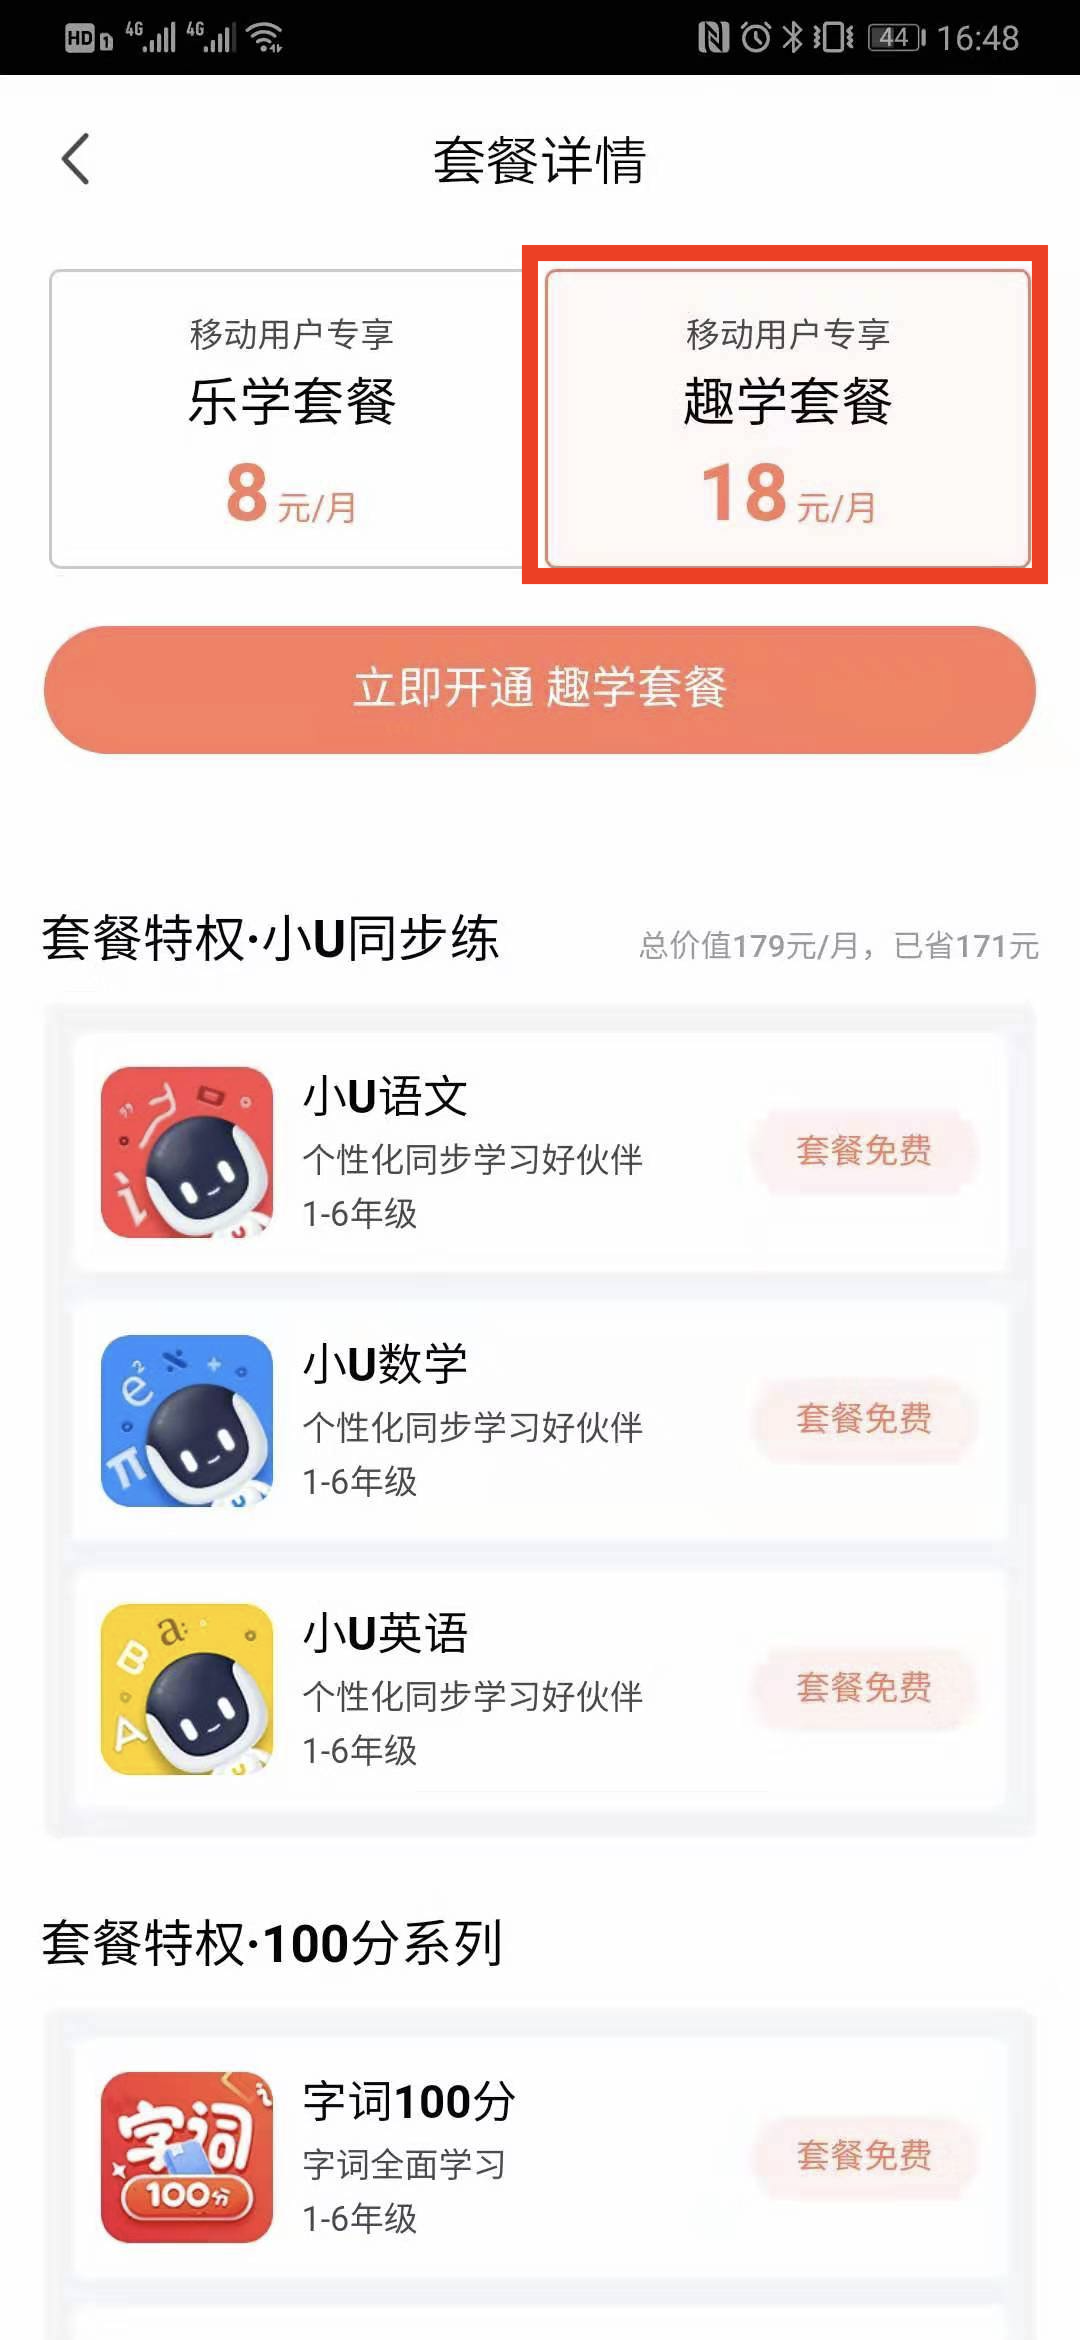 HD 1 4G 4G 44 16:48
套餐详情
移动用户专享
乐学套餐
8元/月
移动用户专享
趣学套餐
18元/月
立即开通 趣学套餐
套餐特权·小U同步练
总价值179元/月，已省171元
小U语文
个性化同步学习好伙伴
1-6年级
套餐免费
小U数学
个性化同步学习好伙伴
1-6年级
套餐免费
小U英语
个性化同步学习好伙伴
1-6年级
套餐免费
套餐特权·100分系列
字词
100分
字词100分
字词全面学习
1-6年级
套餐免费